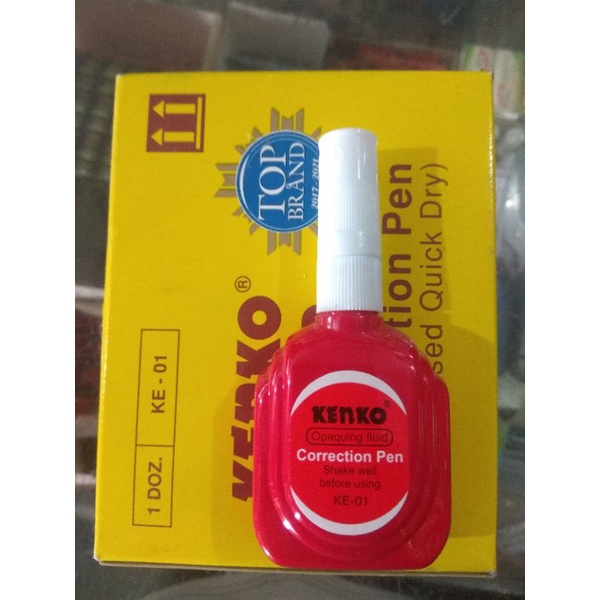 TOP
BRAND
2017 - 2021
KENKO®
tion Pen
sed Quick Dry)
1 DOZ.
KE - 01
KENKO®
Opaquing fluid
Correction Pen
Shake well
before using
KE-01